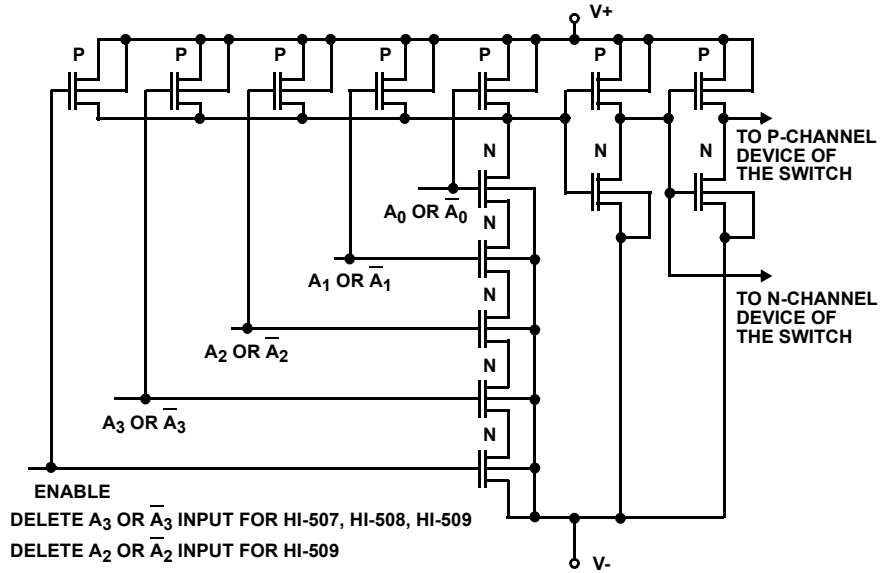 V+
P P P P P P P
TO P-CHANNEL
DEVICE OF
THE SWITCH
N N N
A0 OR A̅0
N
A1 OR A̅1
TO N-CHANNEL
DEVICE OF
THE SWITCH
N
A2 OR A̅2
N
A3 OR A̅3
N
ENABLE
DELETE A3 OR A̅3 INPUT FOR HI-507, HI-508, HI-509
DELETE A2 OR A̅2 INPUT FOR HI-509
V-